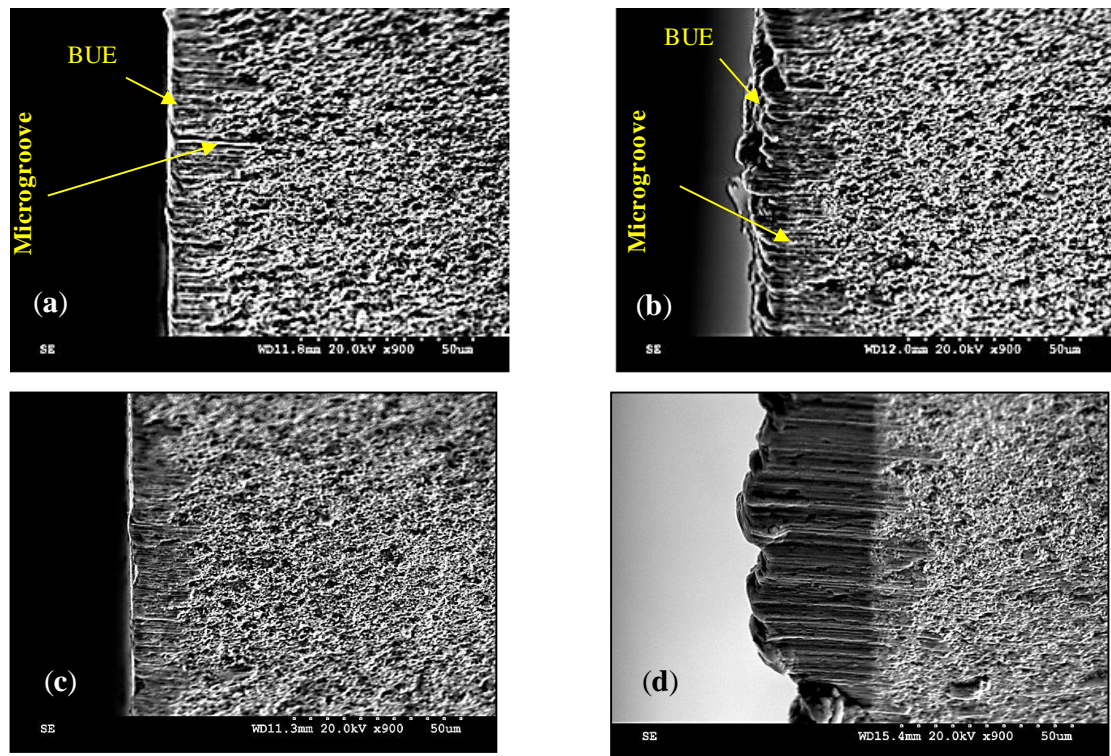 BUE
Microgroove
(a)
SE WD11.8mm 20.0kV x900 50um
BUE
Microgroove
(b)
SE WD12.0mm 20.0kV x900 50um
(c)
SE WD11.3mm 20.0kV x900 50um
(d)
SE WD15.4mm 20.0kV x900 50um